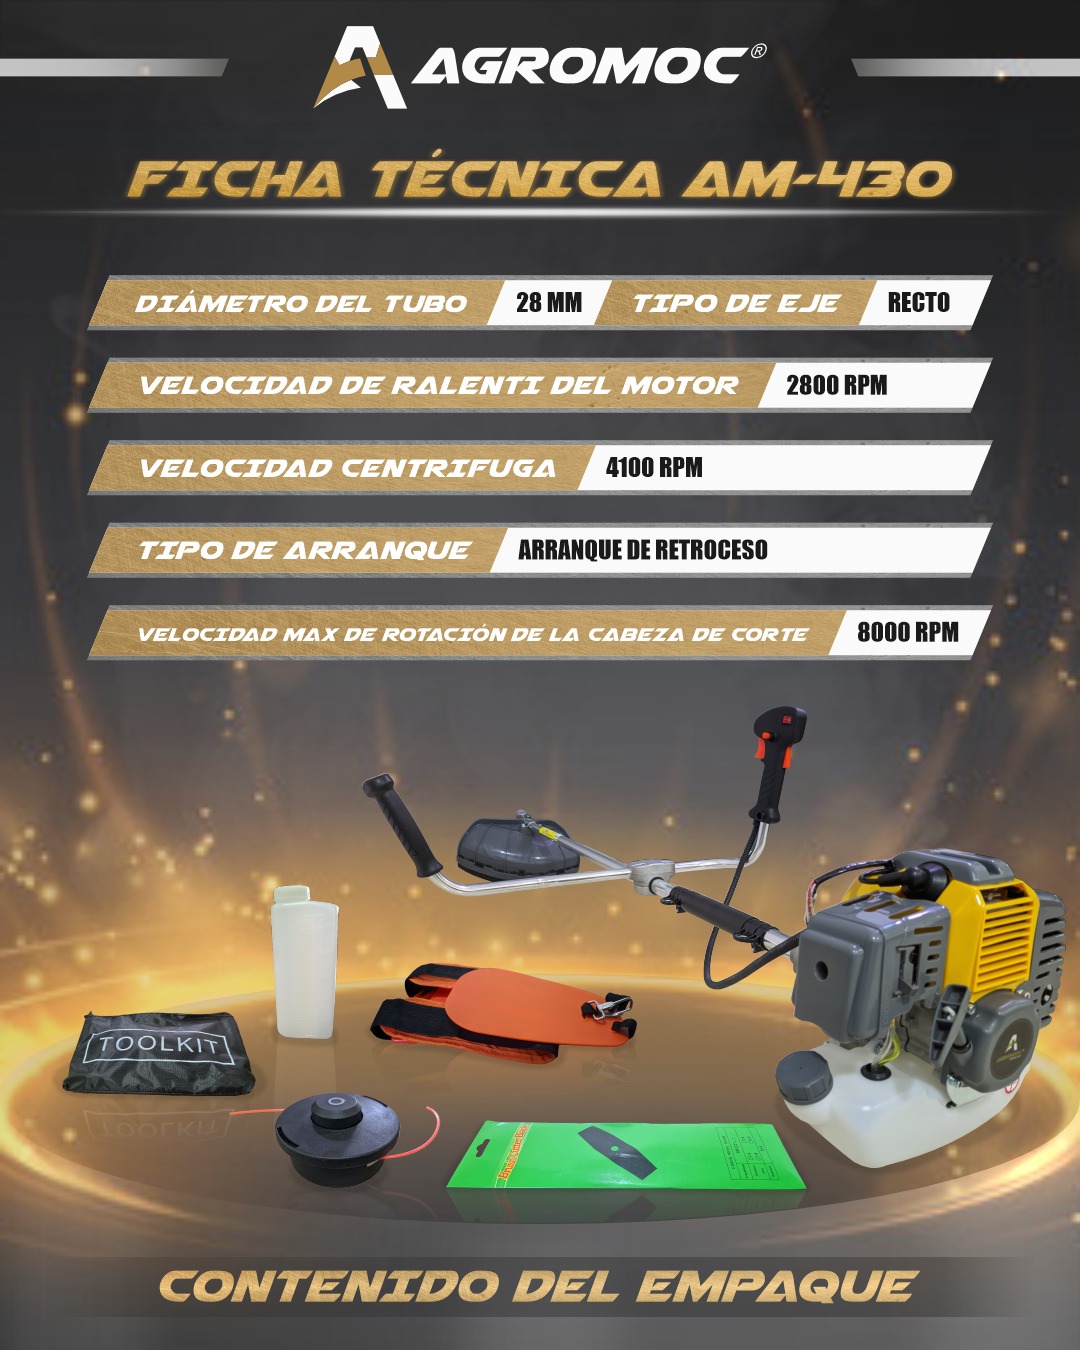 AGROMOC®
FICHA TÉCNICA AM-430
DIÁMETRO DEL TUBO 28 MM TIPO DE EJE RECTO
VELOCIDAD DE RALENTI DEL MOTOR 2800 RPM
VELOCIDAD CENTRIFUGA 4100 RPM
TIPO DE ARRANQUE ARRANQUE DE RETROCESO
VELOCIDAD MAX DE ROTACIÓN DE LA CABEZA DE CORTE 8000 RPM
TOOLKIT
CONTENIDO DEL EMPAQUE